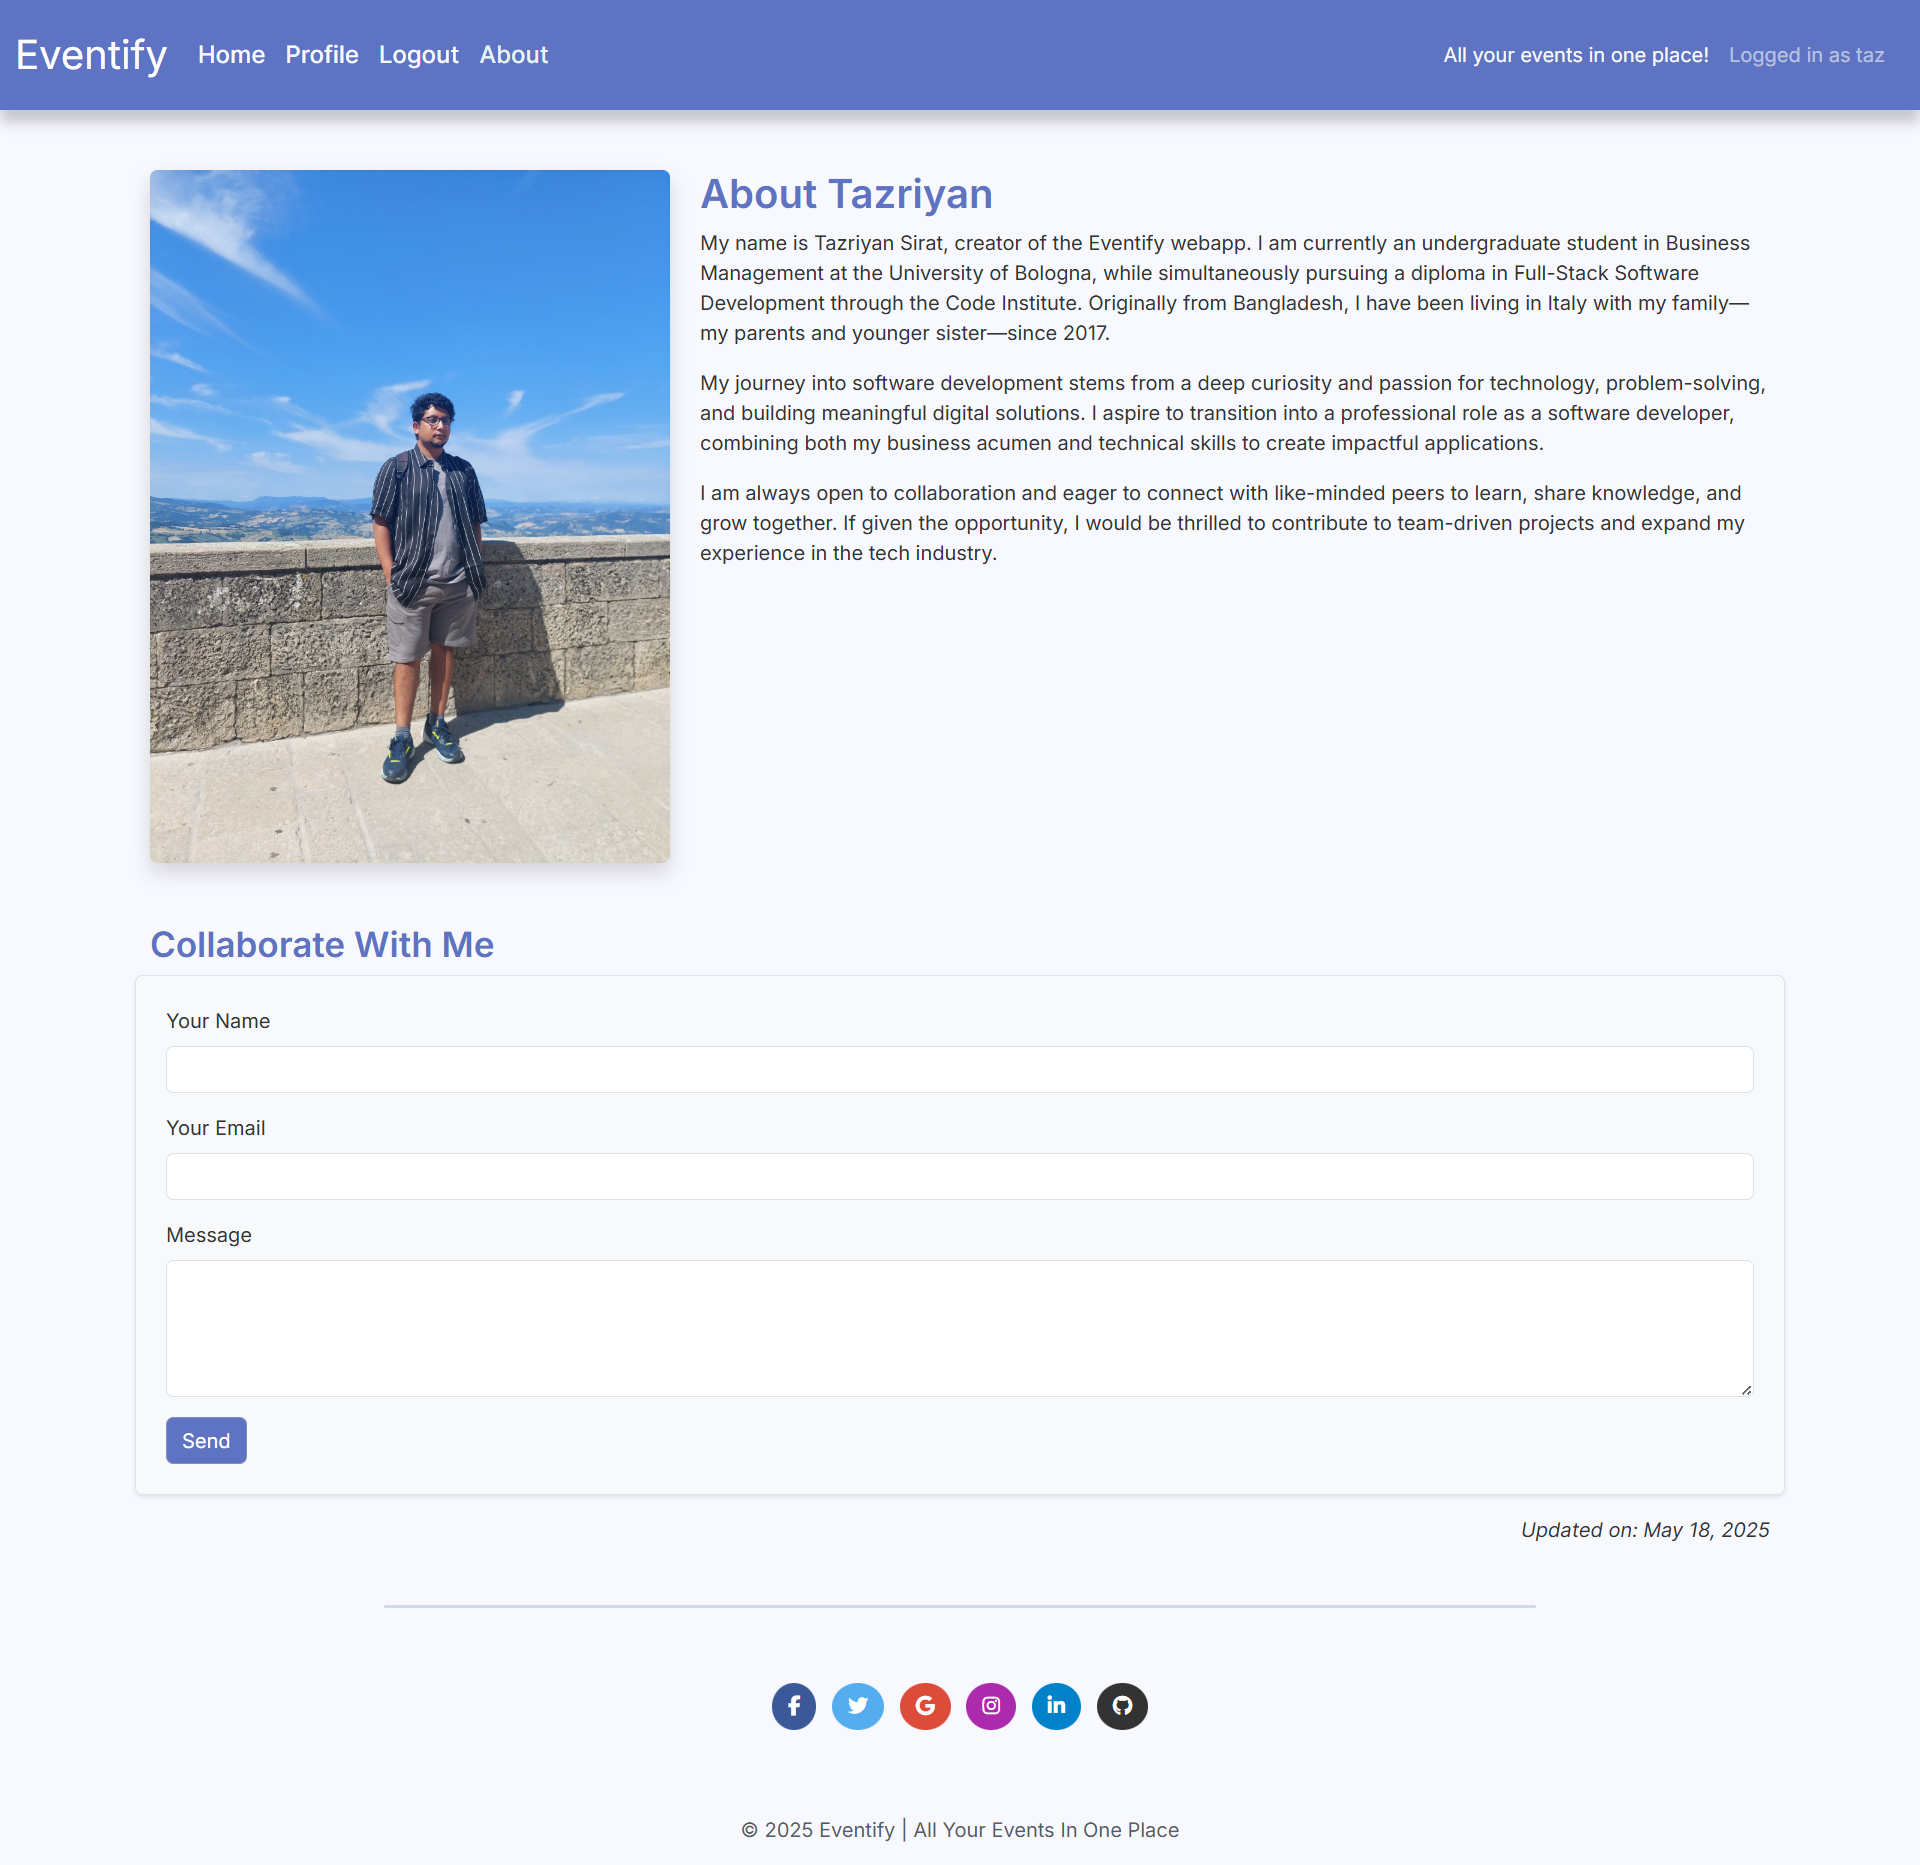 Eventify Home Profile Logout About All your events in one place! Logged in as taz
About Tazriyan
My name is Tazriyan Sirat, creator of the Eventify webapp. I am currently an undergraduate student in Business
Management at the University of Bologna, while simultaneously pursuing a diploma in Full-Stack Software
Development through the Code Institute. Originally from Bangladesh, I have been living in Italy with my family—
my parents and younger sister—since 2017.
My journey into software development stems from a deep curiosity and passion for technology, problem-solving,
and building meaningful digital solutions. I aspire to transition into a professional role as a software developer,
combining both my business acumen and technical skills to create impactful applications.
I am always open to collaboration and eager to connect with like-minded peers to learn, share knowledge, and
grow together. If given the opportunity, I would be thrilled to contribute to team-driven projects and expand my
experience in the tech industry.
Collaborate With Me
Your Name
Your Email
Message
Send
Updated on: May 18, 2025
© 2025 Eventify | All Your Events In One Place